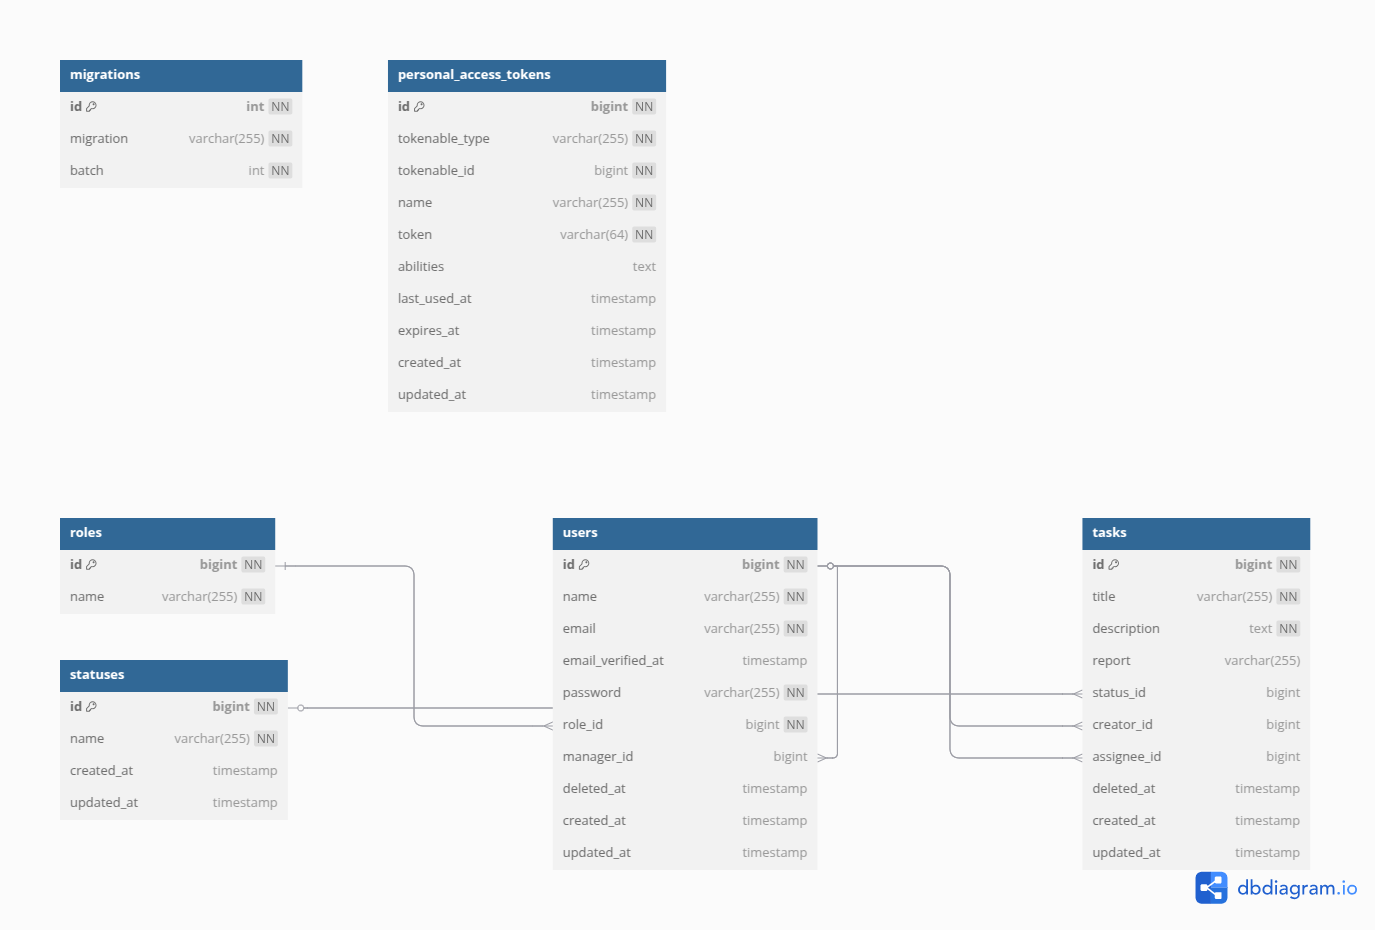 migrations
id int NN
migration varchar(255) NN
batch int NN
personal_access_tokens
id bigint NN
tokenable_type varchar(255) NN
tokenable_id bigint NN
name varchar(255) NN
token varchar(64) NN
abilities text
last_used_at timestamp
expires_at timestamp
created_at timestamp
updated_at timestamp
roles
id bigint NN
name varchar(255) NN
statuses
id bigint NN
name varchar(255) NN
created_at timestamp
updated_at timestamp
users
id bigint NN
name varchar(255) NN
email varchar(255) NN
email_verified_at timestamp
password varchar(255) NN
role_id bigint NN
manager_id bigint
deleted_at timestamp
created_at timestamp
updated_at timestamp
tasks
id bigint NN
title varchar(255) NN
description text NN
report varchar(255)
status_id bigint
creator_id bigint
assignee_id bigint
deleted_at timestamp
created_at timestamp
updated_at timestamp
dbdiagram.io